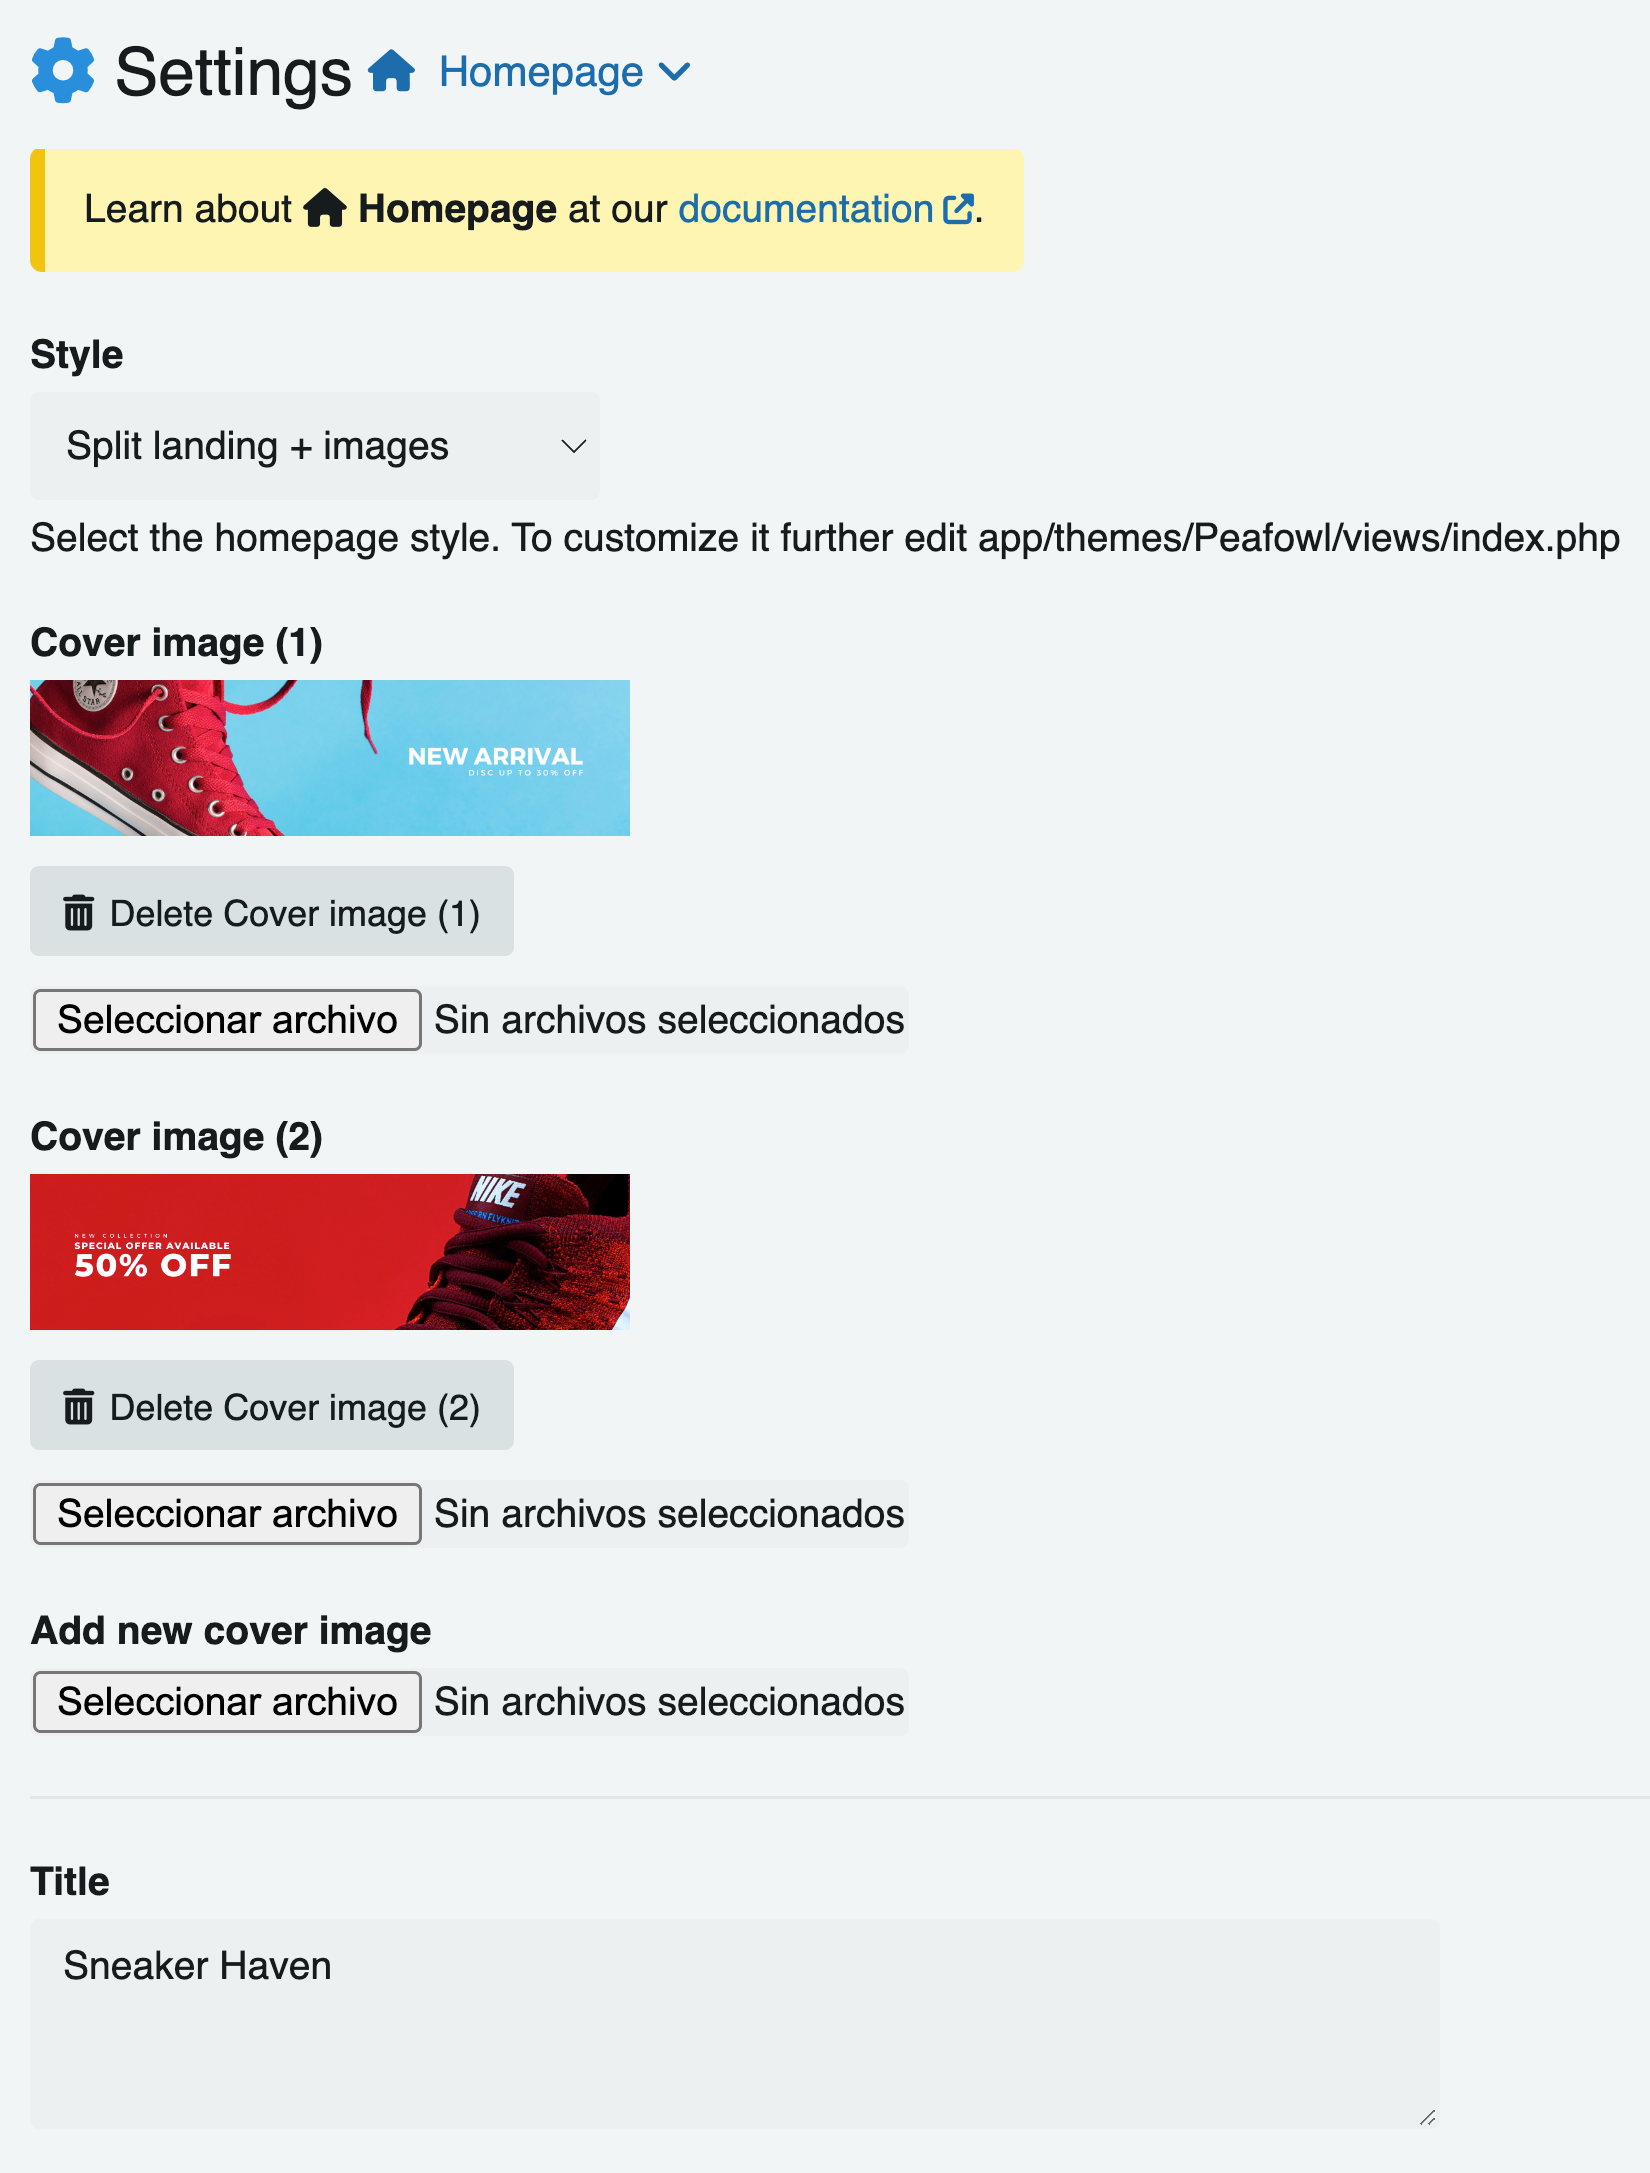 Settings Homepage
Learn about Homepage at our documentation.
Style
Split landing + images
Select the homepage style. To customize it further edit app/themes/Peafowl/views/index.php
Cover image (1)
ALL STAR
NEW ARRIVAL
DISC UP TO 30% OFF
Delete Cover image (1)
Seleccionar archivo Sin archivos seleccionados
Cover image (2)
NIKE
NEW COLLECTION
SPECIAL OFFER AVAILABLE
50% OFF
Delete Cover image (2)
Seleccionar archivo Sin archivos seleccionados
Add new cover image
Seleccionar archivo Sin archivos seleccionados
Title
Sneaker Haven